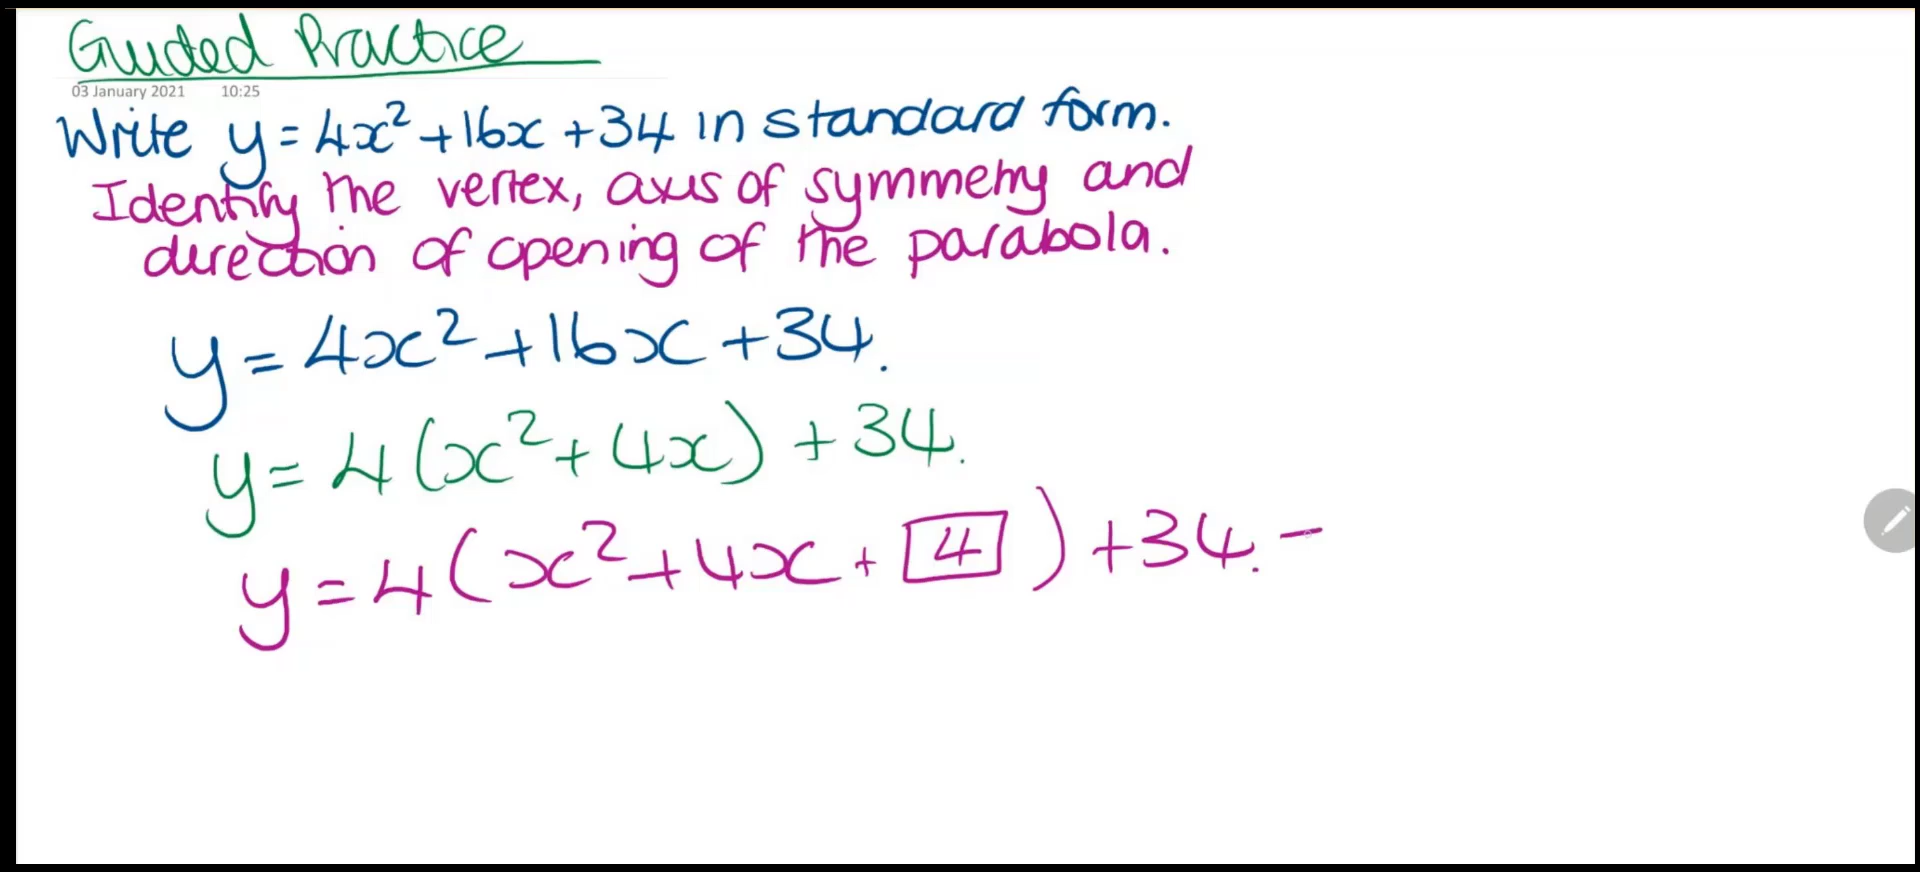 Guided Practice
03 January 2021 10:25
Write y = 4x² + 16x + 34 in standard form.
Identify the vertex, axis of symmetry and
direction of opening of the parabola.
y = 4x² + 16x + 34.
y = 4(x² + 4x) + 34.
y = 4(x² + 4x + 4) + 34. -